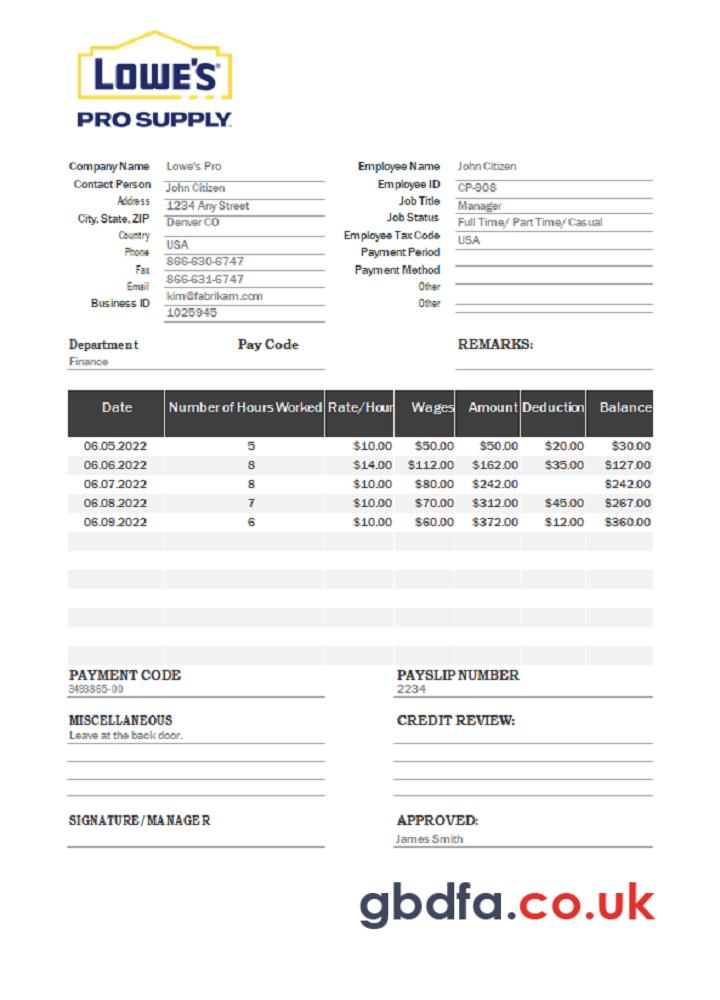 LOWE'S®
PRO SUPPLY.
Company Name Lowe's Pro Employee Name John Citizen
Contact Person John Citizen Employee ID CP-908
Address 1234 Any Street Job Title Manager
City, State, ZIP Denver CO Job Status Full Time/ Part Time/ Casual
Country USA Employee Tax Code USA
Phone 866-630-6747 Payment Period
Fax 866-631-6747 Payment Method
Email kim@fabrikam.com Other
Business ID 1025945 Other
Department Pay Code REMARKS:
Finance
Date Number of Hours Worked Rate/Hour Wages Amount Deduction Balance
06.05.2022 5 $10.00 $50.00 $50.00 $20.00 $30.00
06.06.2022 8 $14.00 $112.00 $162.00 $35.00 $127.00
06.07.2022 8 $10.00 $80.00 $242.00 $242.00
06.08.2022 7 $10.00 $70.00 $312.00 $45.00 $267.00
06.09.2022 6 $10.00 $60.00 $372.00 $12.00 $360.00
PAYMENT CODE PAYSLIP NUMBER
3493865-00 2234
MISCELLANEOUS CREDIT REVIEW:
Leave at the back door.
SIGNATURE/MANAGER APPROVED:
James Smith
gbdfa.co.uk